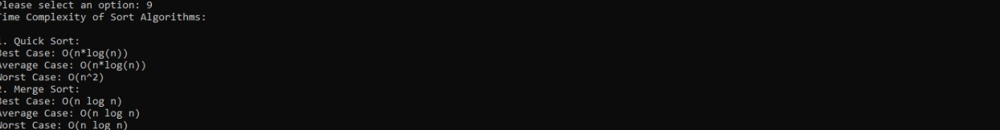 Please select an option: 9
Time Complexity of Sort Algorithms:
1. Quick Sort:
Best Case: O(n*log(n))
Average Case: O(n*log(n))
Worst Case: O(n^2)
2. Merge Sort:
Best Case: O(n log n)
Average Case: O(n log n)
Worst Case: O(n log n)